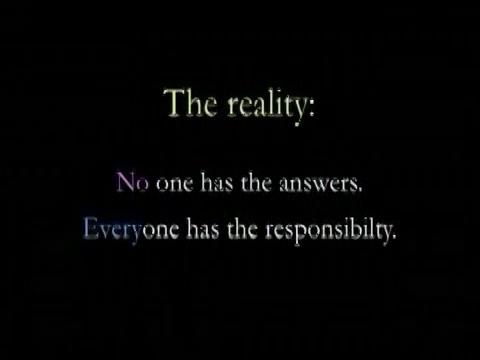 The reality:
No one has the answers.
Everyone has the responsibilty.